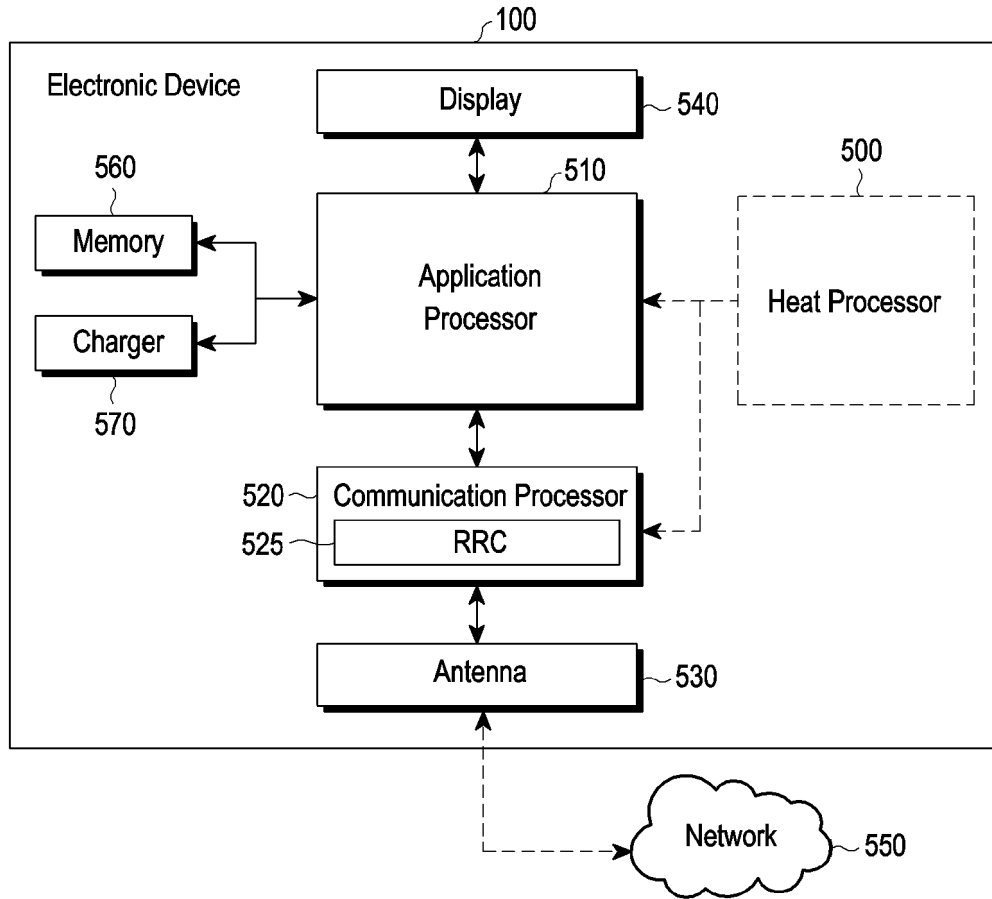 100
Electronic Device
Display
540
560
510
500
Memory
Application
Processor
Heat Processor
Charger
570
520
Communication Processor
525
RRC
Antenna
530
Network
550